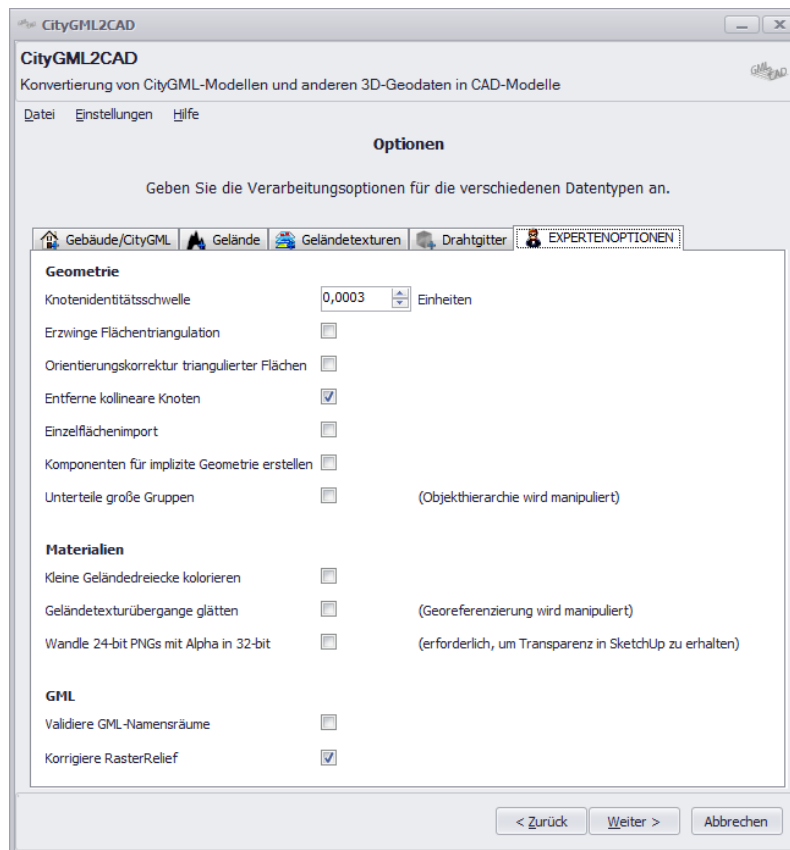 CityGML2CAD
CityGML2CAD
Konvertierung von CityGML-Modellen und anderen 3D-Geodaten in CAD-Modelle
GML
CAD
Datei Einstellungen Hilfe
Optionen
Geben Sie die Verarbeitungsoptionen für die verschiedenen Datentypen an.
Gebäude/CityGML Gelände Geländetexturen Drahtgitter EXPERTENOPTIONEN
Geometrie
Knotenidentitätsschwelle 0,0003 Einheiten
Erzwinge Flächentriangulation
Orientierungskorrektur triangulierter Flächen
Entferne kollineare Knoten
Einzelflächenimport
Komponenten für implizite Geometrie erstellen
Unterteile große Gruppen (Objekthierarchie wird manipuliert)
Materialien
Kleine Geländedreiecke kolorieren
Geländetexturübergange glätten (Georeferenzierung wird manipuliert)
Wandle 24-bit PNGs mit Alpha in 32-bit (erforderlich, um Transparenz in SketchUp zu erhalten)
GML
Validiere GML-Namensräume
Korrigiere RasterRelief
< Zurück Weiter > Abbrechen